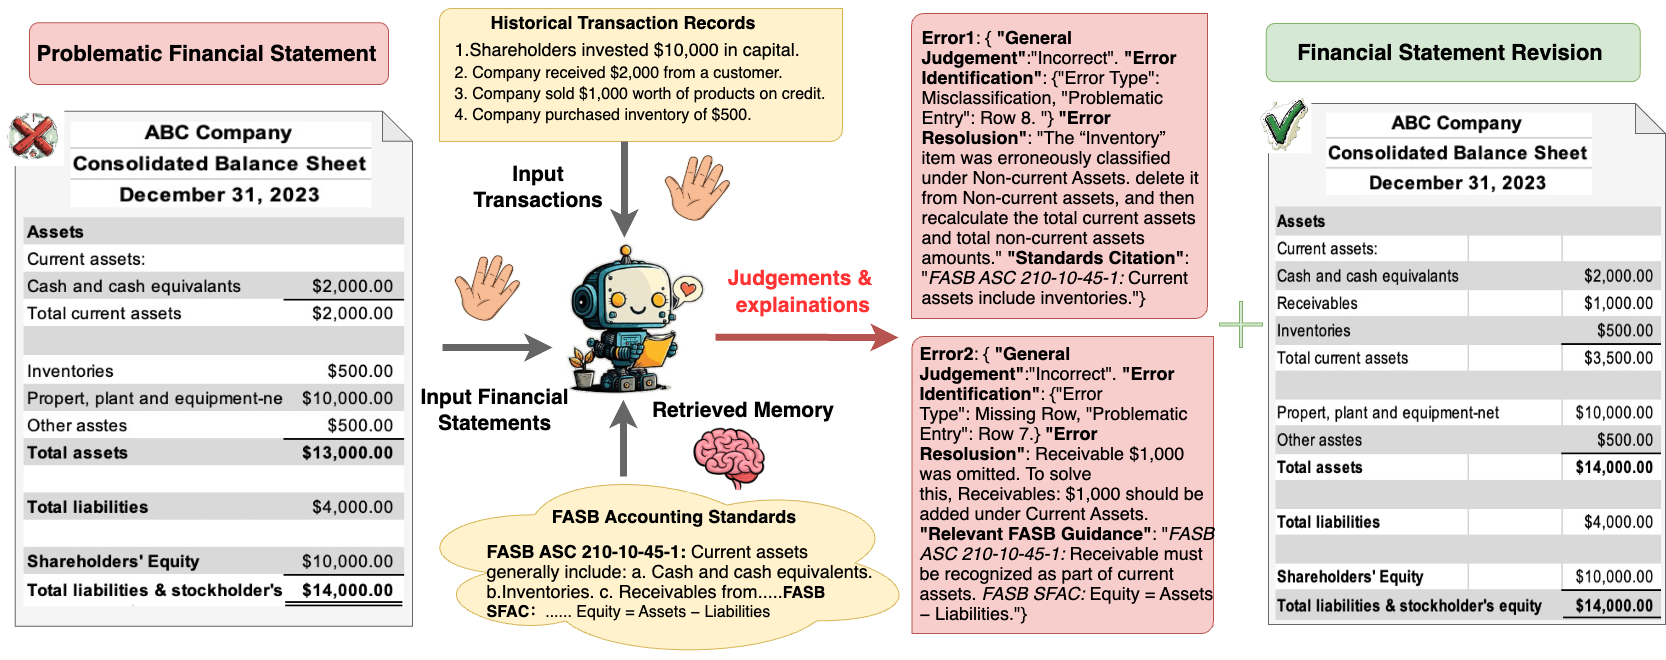 Problematic Financial Statement
ABC Company
Consolidated Balance Sheet
December 31, 2023
Assets
Current assets:
Cash and cash equivalants $2,000.00
Total current assets $2,000.00
Inventories $500.00
Propert, plant and equipment-ne $10,000.00
Other asstes $500.00
Total assets $13,000.00
Total liabilities $4,000.00
Shareholders' Equity $10,000.00
Total liabilities & stockholder's $14,000.00
Historical Transaction Records
1.Shareholders invested $10,000 in capital.
2. Company received $2,000 from a customer.
3. Company sold $1,000 worth of products on credit.
4. Company purchased inventory of $500.
Input
Transactions
Input Financial
Statements
Retrieved Memory
FASB Accounting Standards
FASB ASC 210-10-45-1: Current assets
generally include: a. Cash and cash equivalents.
b.Inventories. c. Receivables from.....FASB
SFAC: ...... Equity = Assets − Liabilities
Judgements &
explainations
Error1: { "General
Judgement":"Incorrect". "Error
Identification": {"Error Type":
Misclassification, "Problematic
Entry": Row 8. "} "Error
Resolusion": "The “Inventory”
item was erroneously classified
under Non-current Assets. delete it
from Non-current assets, and then
recalculate the total current assets
and total non-current assets
amounts." "Standards Citation":
"FASB ASC 210-10-45-1: Current
assets include inventories."}
Error2: { "General
Judgement":"Incorrect". "Error
Identification": {"Error
Type": Missing Row, "Problematic
Entry": Row 7.} "Error
Resolusion": Receivable $1,000
was omitted. To solve
this, Receivables: $1,000 should be
added under Current Assets.
"Relevant FASB Guidance": "FASB
ASC 210-10-45-1: Receivable must
be recognized as part of current
assets. FASB SFAC: Equity = Assets
− Liabilities."}
Financial Statement Revision
ABC Company
Consolidated Balance Sheet
December 31, 2023
Assets
Current assets:
Cash and cash equivalants $2,000.00
Receivables $1,000.00
Inventories $500.00
Total current assets $3,500.00
Propert, plant and equipment-net $10,000.00
Other asstes $500.00
Total assets $14,000.00
Total liabilities $4,000.00
Shareholders' Equity $10,000.00
Total liabilities & stockholder's equity $14,000.00